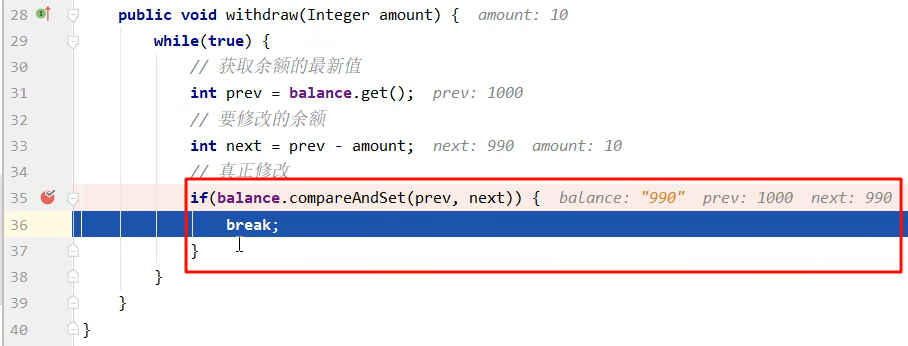 28 public void withdraw(Integer amount) { amount: 10
29 while(true) {
30 // 获取余额的最新值
31 int prev = balance.get(); prev: 1000
32 // 要修改的余额
33 int next = prev - amount; next: 990 amount: 10
34 // 真正修改
35 if(balance.compareAndSet(prev, next)) { balance: "990" prev: 1000 next: 990
36 break;
37 }
38 }
39 }
40 }